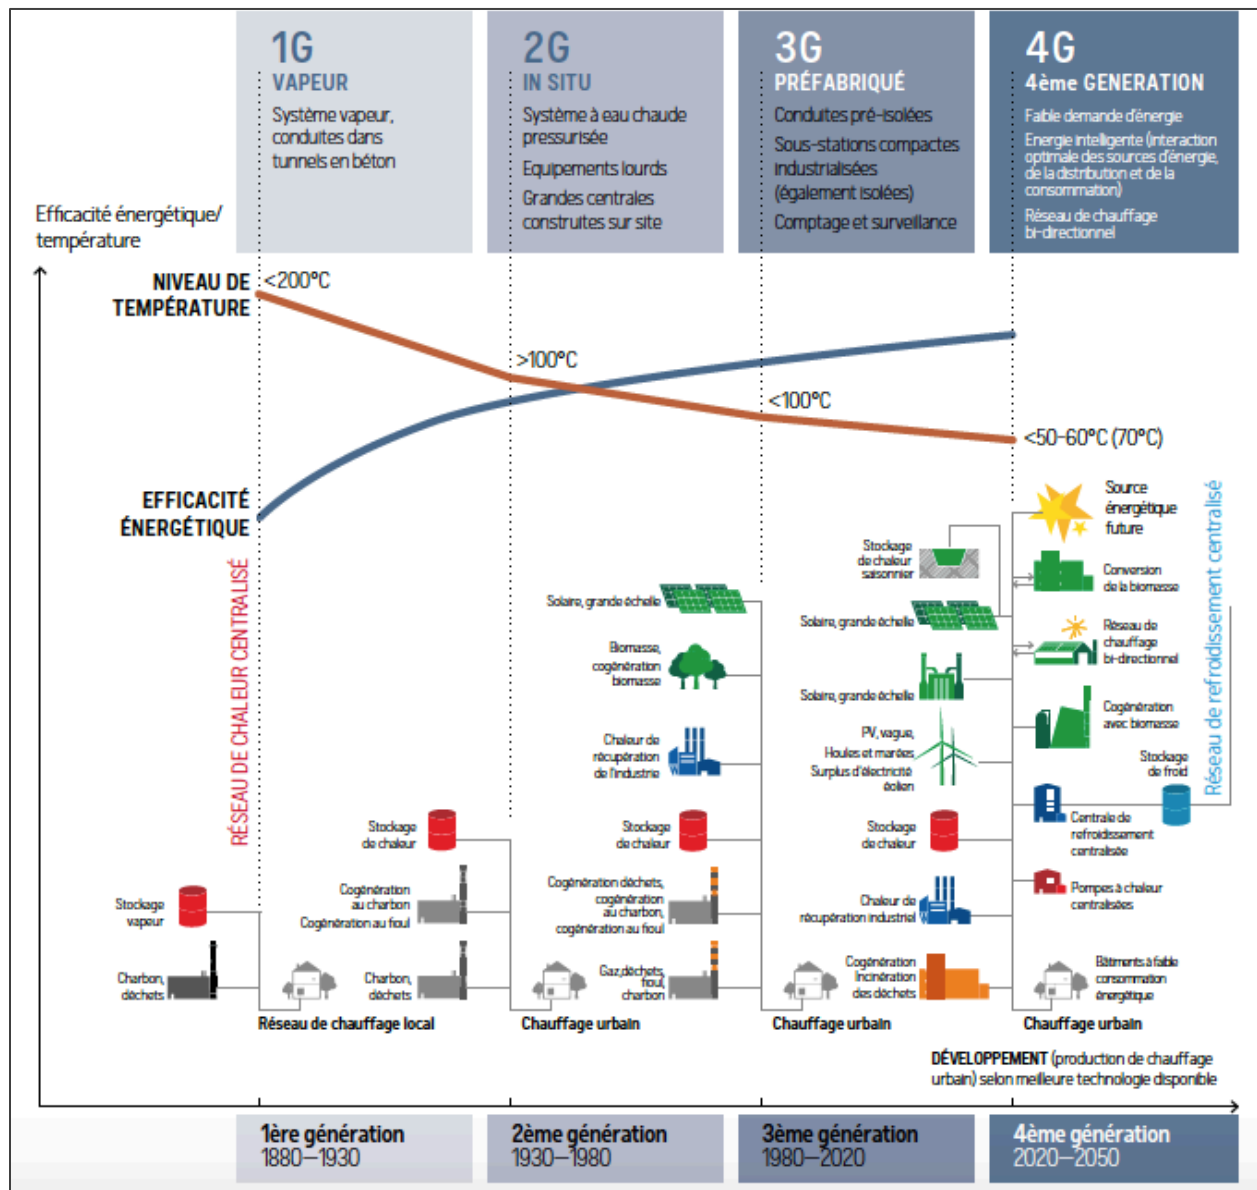 1G
VAPEUR
Système vapeur,
conduites dans
tunnels en béton
2G
IN SITU
Système à eau chaude
pressurisée
Equipements lourds
Grandes centrales
construites sur site
3G
PRÉFABRIQUÉ
Conduites pré-isolées
Sous-stations compactes
industrialisées
(également isolées)
Comptage et surveillance
4G
4ème GENERATION
Faible demande d'énergie
Energie intelligente (interaction
optimale des sources d'énergie,
de la distribution et de la
consommation)
Réseau de chauffage
bi-directionnel
Efficacité énergétique/
température
NIVEAU DE
TEMPÉRATURE
<200°C
>100°C
<100°C
<50-60°C (70°C)
EFFICACITÉ
ÉNERGÉTIQUE
RÉSEAU DE CHALEUR CENTRALISÉ
Stockage
vapeur
Charbon,
déchets
Réseau de chauffage local
Stockage
de chaleur
Cogénération
au charbon
Cogénération au fioul
Charbon,
déchets
Chauffage urbain
Solaire, grande échelle
Biomasse,
cogénération
biomasse
Chaleur de
récupération
de l'industrie
Stockage
de chaleur
Cogénération déchets,
cogénération
au charbon,
cogénération au fioul
Gaz,déchets,
fioul,
charbon
Chauffage urbain
Stockage
de chaleur
saisonnier
Solaire, grande échelle
Solaire, grande échelle
PV, vague,
Houles et marées
Surplus d'électricité
éolien
Stockage
de chaleur
Chaleur de
récupération industriel
Cogénération
Incinération
des déchets
Chauffage urbain
Source
énergétique
future
Conversion
de la biomasse
Réseau de
chauffage
bi-directionnel
Cogénération
avec biomasse
Stockage
de froid
Centrale de
refroidissement
centralisée
Pompes à chaleur
centralisées
Bâtiments à faible
consommation
énergétique
Réseau de refroidissement centralisé
DÉVELOPPEMENT (production de chauffage
urbain) selon meilleure technologie disponible
1ère génération
1880—1930
2ème génération
1930—1980
3ème génération
1980—2020
4ème génération
2020—2050